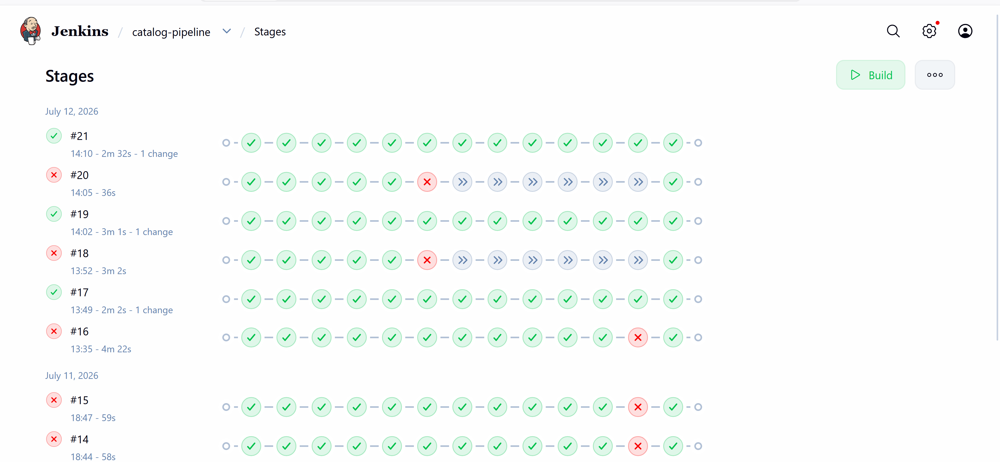 Jenkins / catalog-pipeline / Stages
Stages
Build
July 12, 2026
#21
14:10 - 2m 32s - 1 change
#20
14:05 - 36s
#19
14:02 - 3m 1s - 1 change
#18
13:52 - 3m 2s
#17
13:49 - 2m 2s - 1 change
#16
13:35 - 4m 22s
July 11, 2026
#15
18:47 - 59s
#14
18:44 - 58s